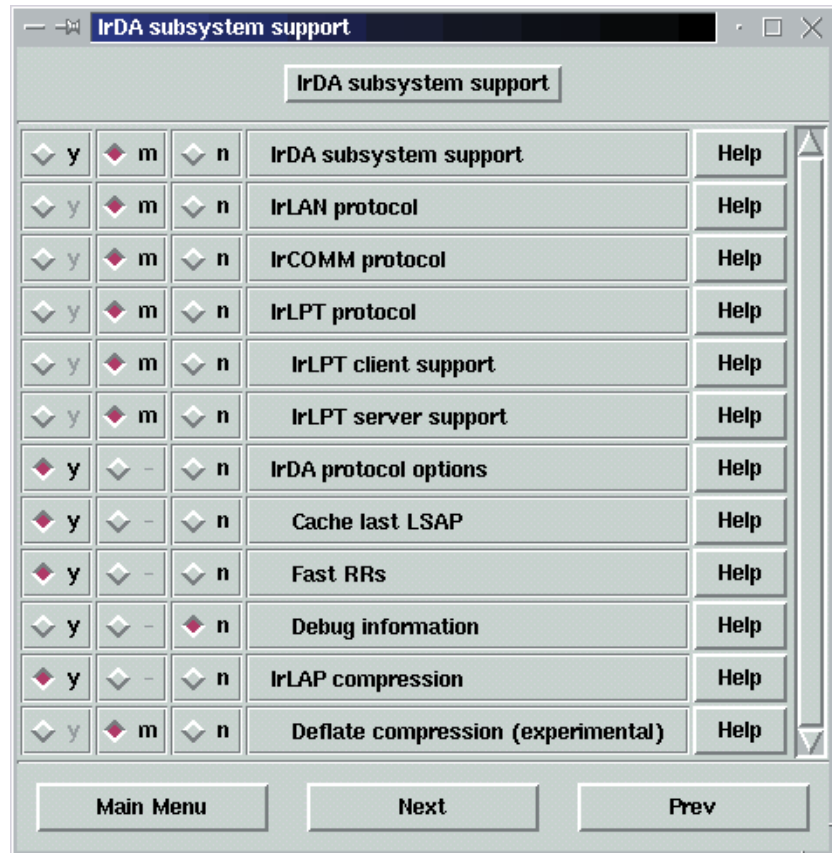 IrDA subsystem support
IrDA subsystem support
y m n IrDA subsystem support Help
y m n IrLAN protocol Help
y m n IrCOMM protocol Help
y m n IrLPT protocol Help
y m n IrLPT client support Help
y m n IrLPT server support Help
y - n IrDA protocol options Help
y - n Cache last LSAP Help
y - n Fast RRs Help
y - n Debug information Help
y - n IrLAP compression Help
y m n Deflate compression (experimental) Help
Main Menu Next Prev